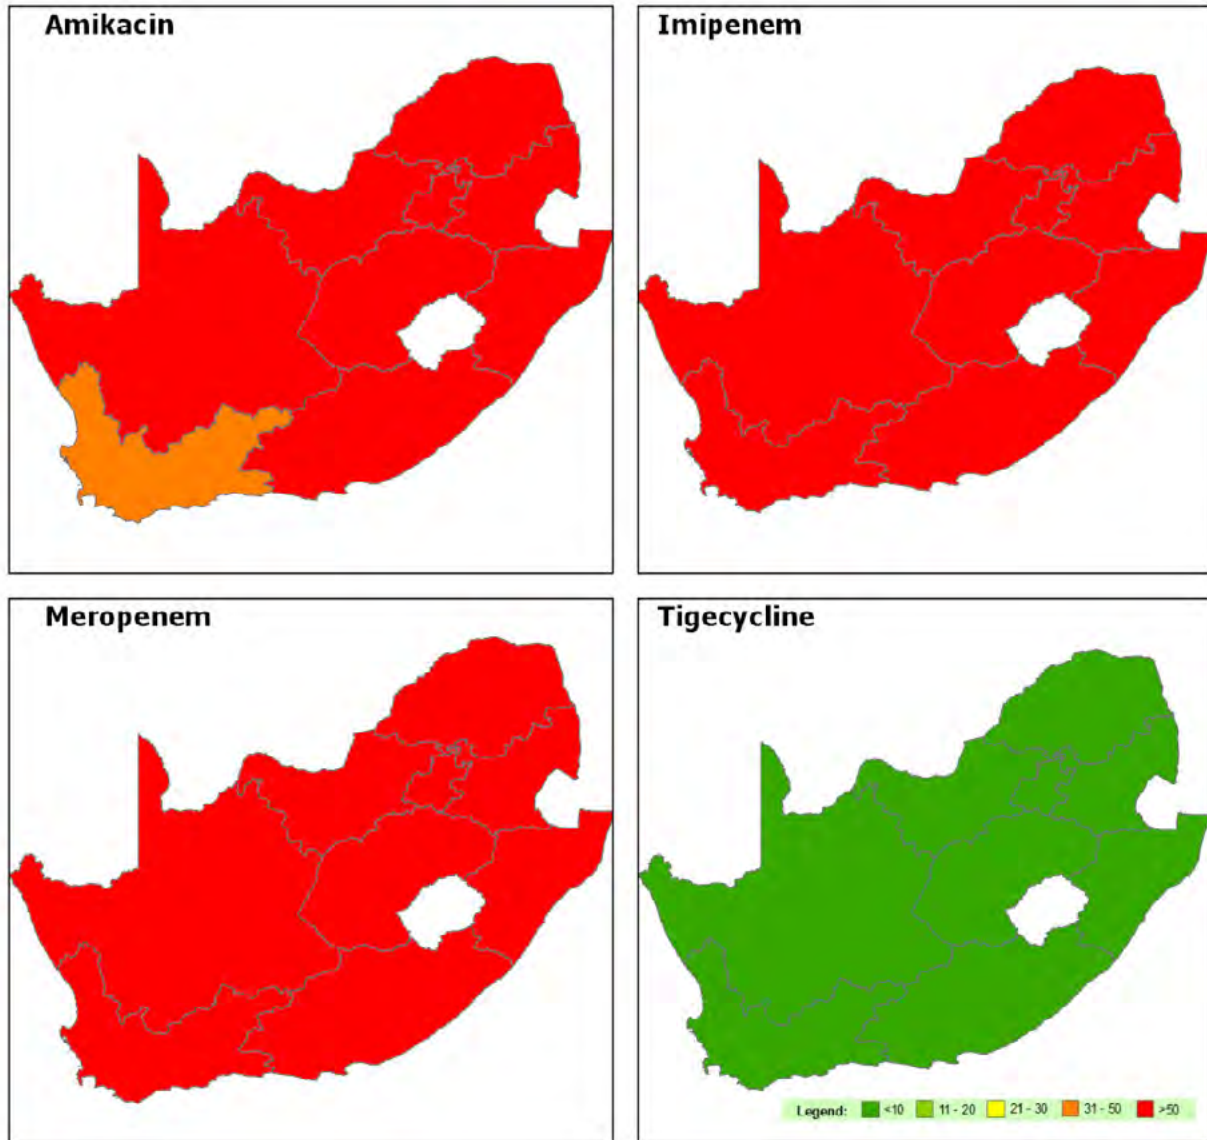 Amikacin
Imipenem
Meropenem
Tigecycline
Legend: <10 11 - 20 21 - 30 31 - 50 >50